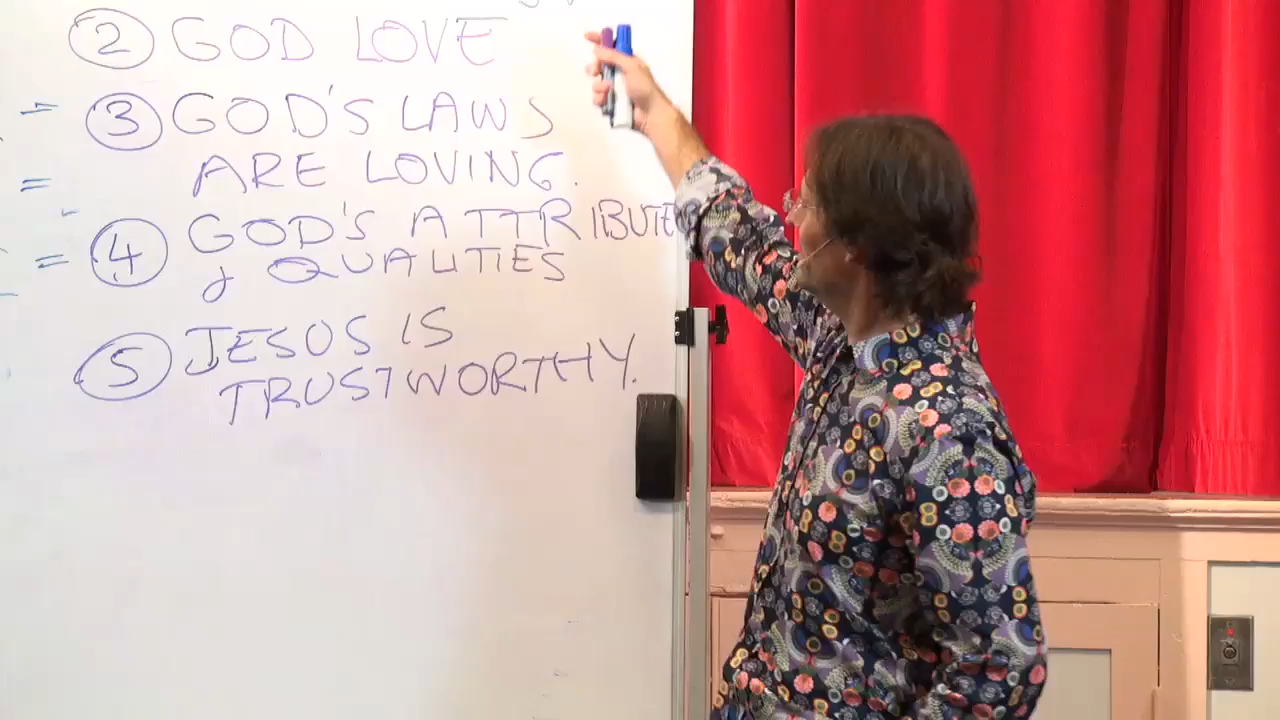 ② GOD LOVE
= ③ GOD'S LAWS
= ARE LOVING.
= ④ GOD'S ATTRIBUTES
& QUALITIES
⑤ JESUS IS
TRUSTWORTHY.